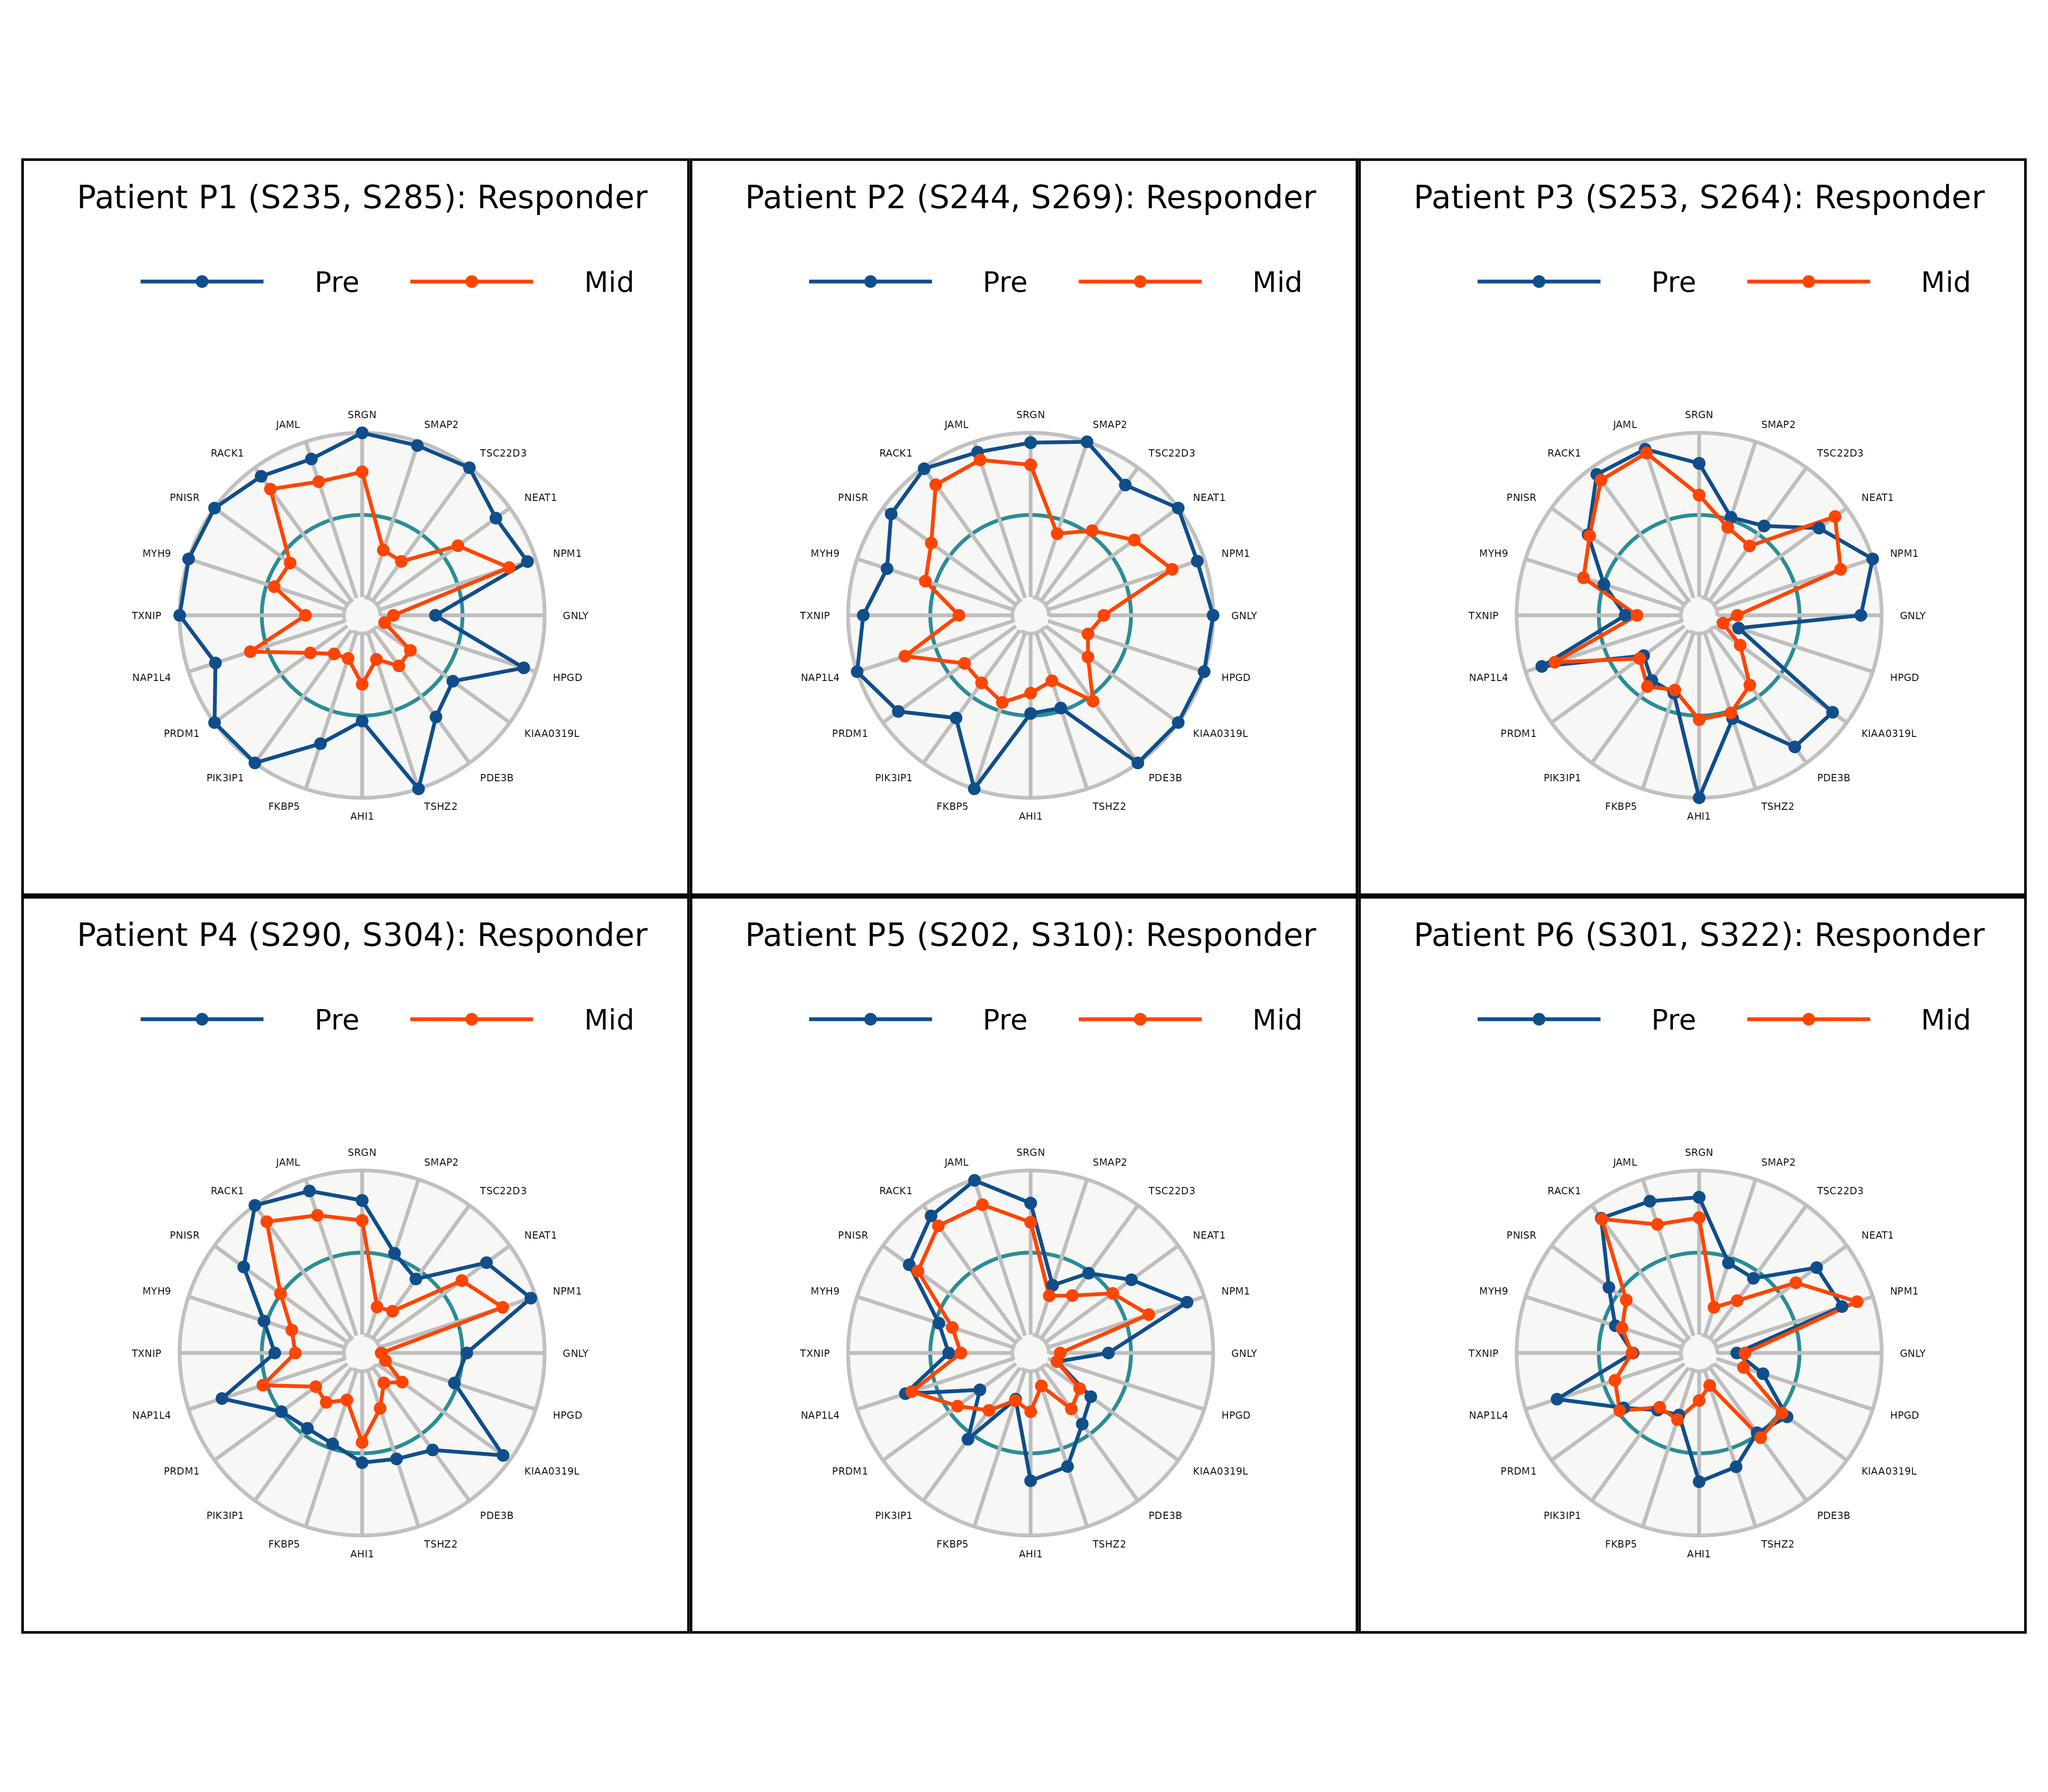 Patient P1 (S235, S285): Responder
Pre Mid
SRGN
JAML SMAP2
RACK1 TSC22D3
PNISR NEAT1
MYH9 NPM1
TXNIP GNLY
NAP1L4 HPGD
PRDM1 KIAA0319L
PIK3IP1 PDE3B
FKBP5 TSHZ2
AHI1
Patient P2 (S244, S269): Responder
Pre Mid
SRGN
JAML SMAP2
RACK1 TSC22D3
PNISR NEAT1
MYH9 NPM1
TXNIP GNLY
NAP1L4 HPGD
PRDM1 KIAA0319L
PIK3IP1 PDE3B
FKBP5 TSHZ2
AHI1
Patient P3 (S253, S264): Responder
Pre Mid
SRGN
JAML SMAP2
RACK1 TSC22D3
PNISR NEAT1
MYH9 NPM1
TXNIP GNLY
NAP1L4 HPGD
PRDM1 KIAA0319L
PIK3IP1 PDE3B
FKBP5 TSHZ2
AHI1
Patient P4 (S290, S304): Responder
Pre Mid
SRGN
JAML SMAP2
RACK1 TSC22D3
PNISR NEAT1
MYH9 NPM1
TXNIP GNLY
NAP1L4 HPGD
PRDM1 KIAA0319L
PIK3IP1 PDE3B
FKBP5 TSHZ2
AHI1
Patient P5 (S202, S310): Responder
Pre Mid
SRGN
JAML SMAP2
RACK1 TSC22D3
PNISR NEAT1
MYH9 NPM1
TXNIP GNLY
NAP1L4 HPGD
PRDM1 KIAA0319L
PIK3IP1 PDE3B
FKBP5 TSHZ2
AHI1
Patient P6 (S301, S322): Responder
Pre Mid
SRGN
JAML SMAP2
RACK1 TSC22D3
PNISR NEAT1
MYH9 NPM1
TXNIP GNLY
NAP1L4 HPGD
PRDM1 KIAA0319L
PIK3IP1 PDE3B
FKBP5 TSHZ2
AHI1